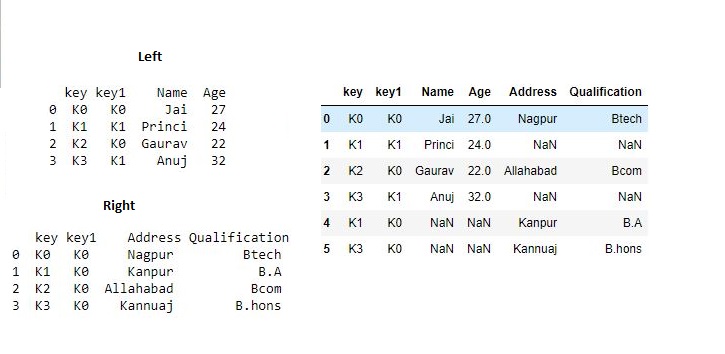 Left
key key1 Name Age
0 K0 K0 Jai 27
1 K1 K1 Princi 24
2 K2 K0 Gaurav 22
3 K3 K1 Anuj 32
Right
key key1 Address Qualification
0 K0 K0 Nagpur Btech
1 K1 K0 Kanpur B.A
2 K2 K0 Allahabad Bcom
3 K3 K0 Kannuaj B.hons
key key1 Name Age Address Qualification
0 K0 K0 Jai 27.0 Nagpur Btech
1 K1 K1 Princi 24.0 NaN NaN
2 K2 K0 Gaurav 22.0 Allahabad Bcom
3 K3 K1 Anuj 32.0 NaN NaN
4 K1 K0 NaN NaN Kanpur B.A
5 K3 K0 NaN NaN Kannuaj B.hons